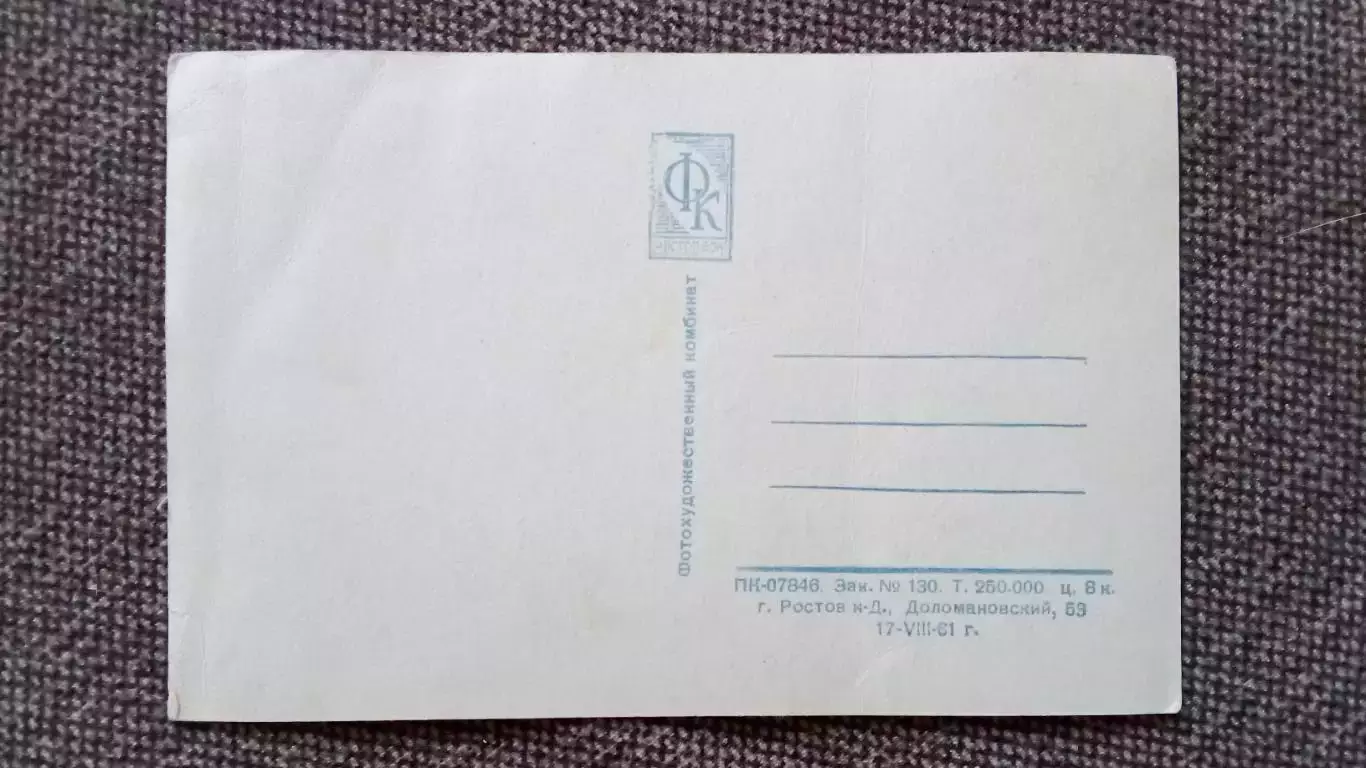 ФК
Фотохудожественный комбинат
ПК-07846. Зак. № 130. Т. 250.000 ц. 8 к.
г. Ростов н-Д., Доломановский, 53
17-VIII-61 г.